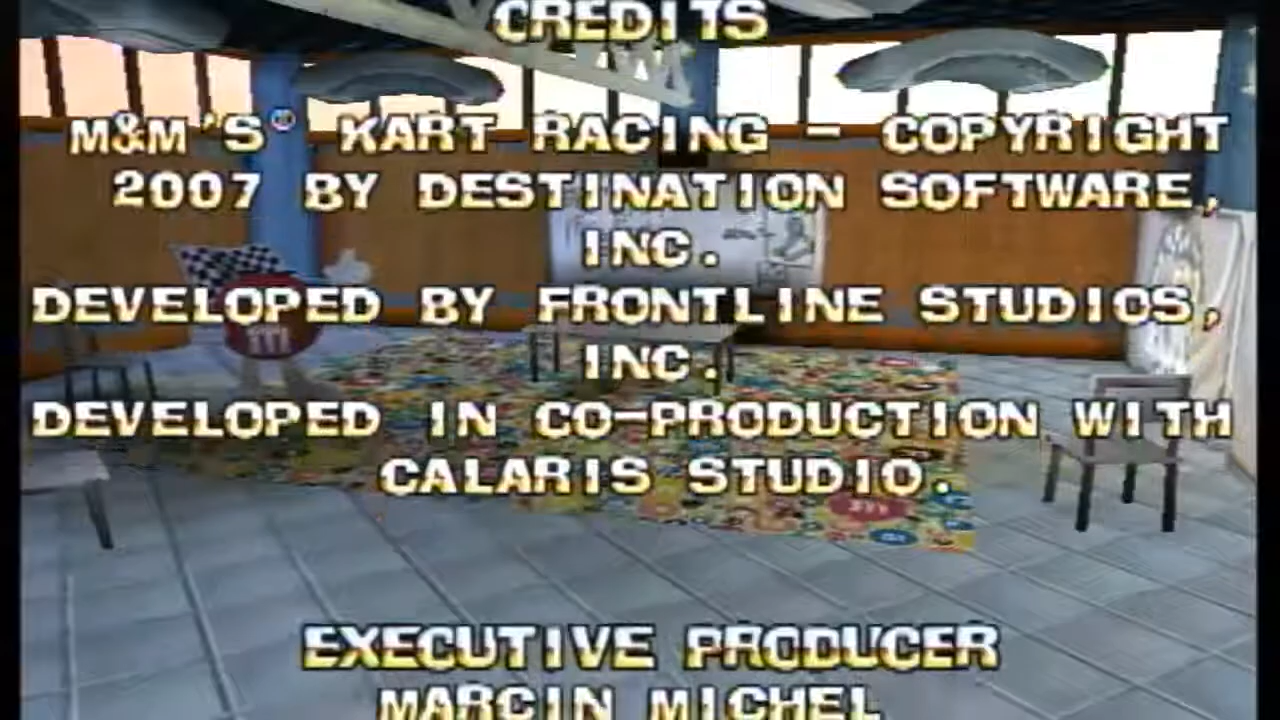 CREDITS
M&M'S® KART RACING - COPYRIGHT
2007 BY DESTINATION SOFTWARE,
INC.
DEVELOPED BY FRONTLINE STUDIOS,
INC.
DEVELOPED IN CO-PRODUCTION WITH
CALARIS STUDIO.
EXECUTIVE PRODUCER
MARCIN MICHEL